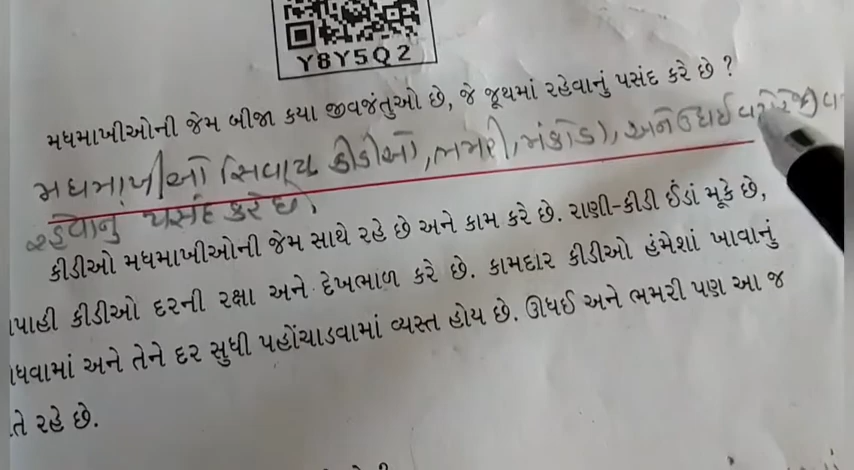 Y8Y5Q2
મધમાખીઓની જેમ બીજા કયા જીવજંતુઓ છે, જે જૂથમાં રહેવાનું પસંદ કરે છે ?
મધમાખીઓ સિવાય કીડીઓ, ભમરી, મંકોડા, અને ઉધઈ
રહેવાનું પસંદ કરે છે.
કીડીઓ મધમાખીઓની જેમ સાથે રહે છે અને કામ કરે છે. રાણી-કીડી ઈંડાં મૂકે છે,
પાહી કીડીઓ દરની રક્ષા અને દેખભાળ કરે છે. કામદાર કીડીઓ હંમેશાં ખાવાનું
ધવામાં અને તેને દર સુધી પહોંચાડવામાં વ્યસ્ત હોય છે. ઊધઈ અને ભમરી પણ આ જ
તે રહે છે.